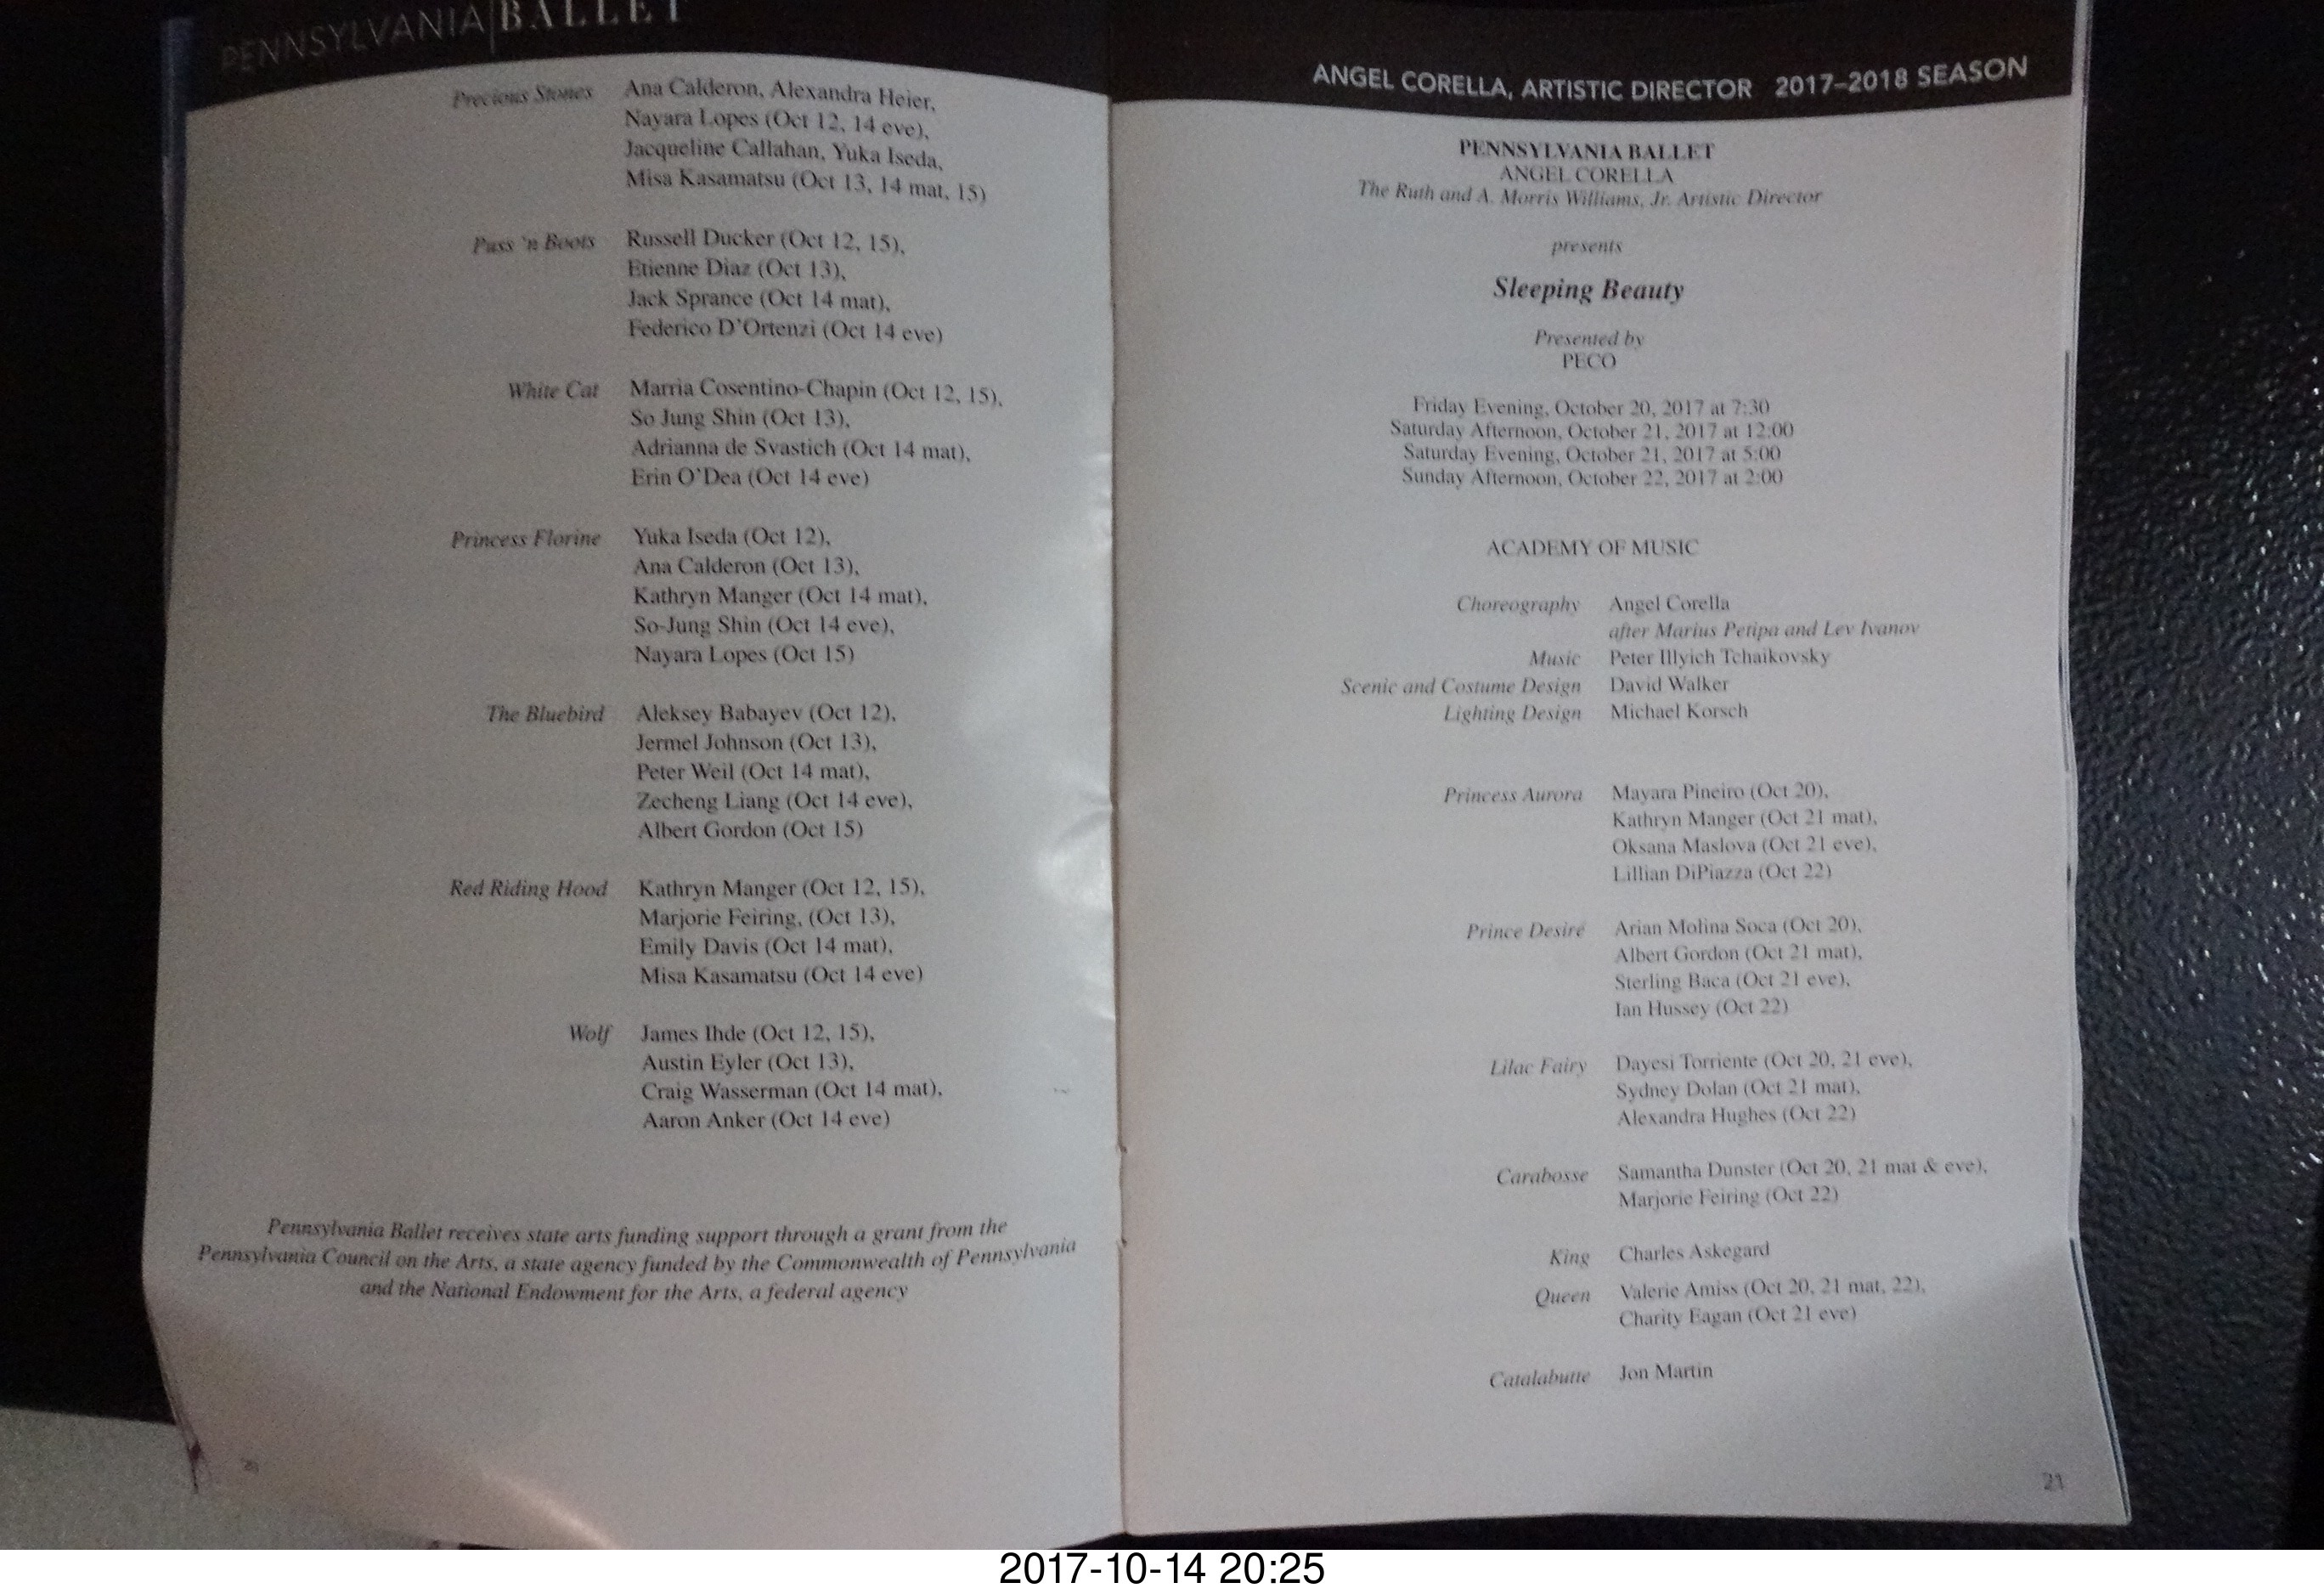 PENNSYLVANIA|BALLET
Precious Stones Ana Calderon, Alexandra Heier,
Nayara Lopes (Oct 12, 14 eve),
Jacqueline Callahan, Yuka Iseda,
Misa Kasamatsu (Oct 13, 14 mat, 15)
Puss 'n Boots Russell Ducker (Oct 12, 15),
Etienne Diaz (Oct 13),
Jack Sprance (Oct 14 mat),
Federico D'Ortenzi (Oct 14 eve)
White Cat Marria Cosentino-Chapin (Oct 12, 15),
So Jung Shin (Oct 13),
Adrianna de Svastich (Oct 14 mat),
Erin O'Dea (Oct 14 eve)
Princess Florine Yuka Iseda (Oct 12),
Ana Calderon (Oct 13),
Kathryn Manger (Oct 14 mat),
So-Jung Shin (Oct 14 eve),
Nayara Lopes (Oct 15)
The Bluebird Aleksey Babayev (Oct 12),
Jermel Johnson (Oct 13),
Peter Weil (Oct 14 mat),
Zecheng Liang (Oct 14 eve),
Albert Gordon (Oct 15)
Red Riding Hood Kathryn Manger (Oct 12, 15),
Marjorie Feiring, (Oct 13),
Emily Davis (Oct 14 mat),
Misa Kasamatsu (Oct 14 eve)
Wolf James Ihde (Oct 12, 15),
Austin Eyler (Oct 13),
Craig Wasserman (Oct 14 mat),
Aaron Anker (Oct 14 eve)
Pennsylvania Ballet receives state arts funding support through a grant from the
Pennsylvania Council on the Arts, a state agency funded by the Commonwealth of Pennsylvania
and the National Endowment for the Arts, a federal agency
20
ANGEL CORELLA, ARTISTIC DIRECTOR 2017–2018 SEASON
PENNSYLVANIA BALLET
ANGEL CORELLA
The Ruth and A. Morris Williams, Jr. Artistic Director
presents
Sleeping Beauty
Presented by
PECO
Friday Evening, October 20, 2017 at 7:30
Saturday Afternoon, October 21, 2017 at 12:00
Saturday Evening, October 21, 2017 at 5:00
Sunday Afternoon, October 22, 2017 at 2:00
ACADEMY OF MUSIC
Choreography Angel Corella
after Marius Petipa and Lev Ivanov
Music Peter Illyich Tchaikovsky
Scenic and Costume Design David Walker
Lighting Design Michael Korsch
Princess Aurora Mayara Pineiro (Oct 20),
Kathryn Manger (Oct 21 mat),
Oksana Maslova (Oct 21 eve),
Lillian DiPiazza (Oct 22)
Prince Desiré Arian Molina Soca (Oct 20),
Albert Gordon (Oct 21 mat),
Sterling Baca (Oct 21 eve),
Ian Hussey (Oct 22)
Lilac Fairy Dayesi Torriente (Oct 20, 21 eve),
Sydney Dolan (Oct 21 mat),
Alexandra Hughes (Oct 22)
Carabosse Samantha Dunster (Oct 20, 21 mat & eve),
Marjorie Feiring (Oct 22)
King Charles Askegard
Queen Valerie Amiss (Oct 20, 21 mat, 22),
Charity Eagan (Oct 21 eve)
Catalabutte Jon Martin
21
2017-10-14 20:25